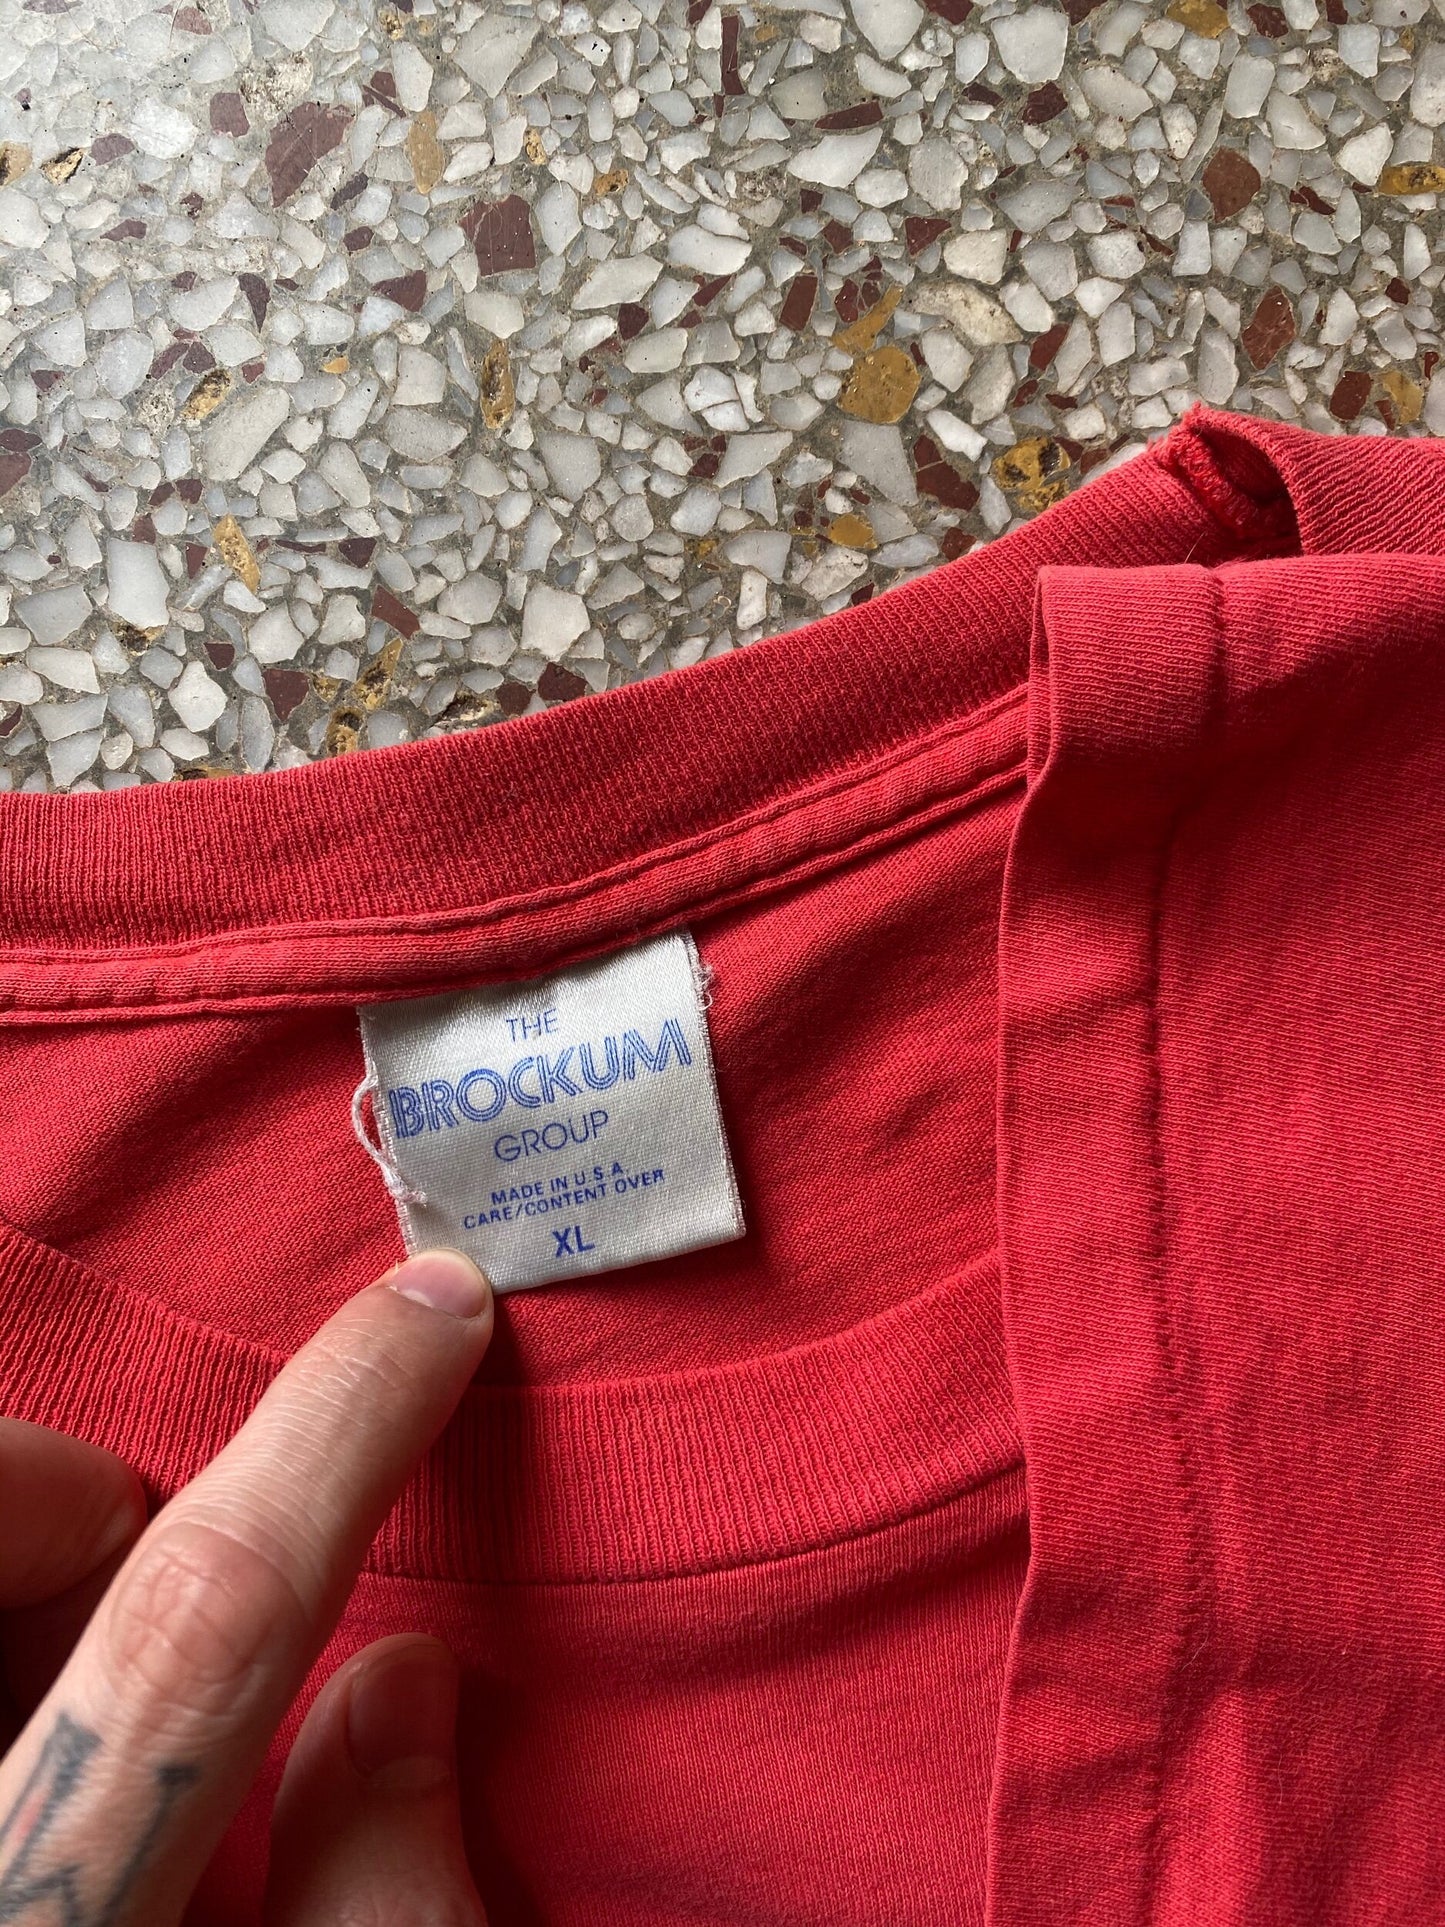 THE
BROCKUM
GROUP
MADE IN U.S.A.
CARE/CONTENT OVER
XL